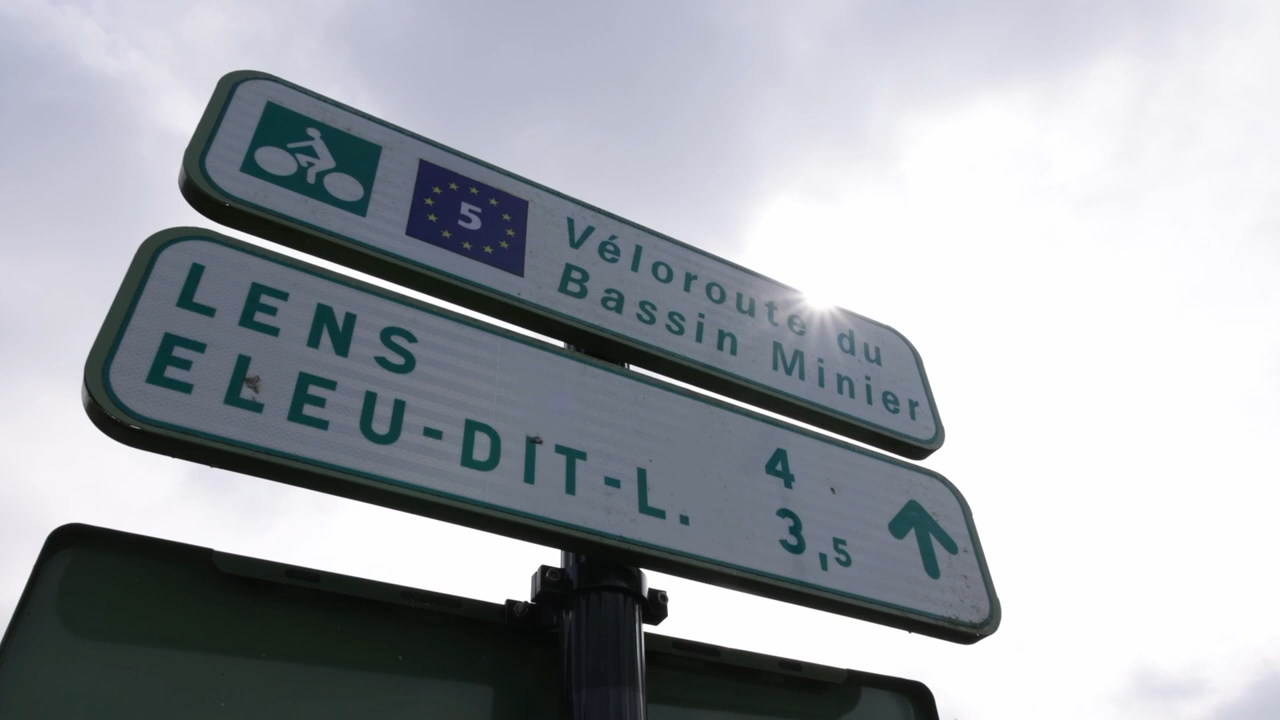 5
Véloroute du
Bassin Minier
LENS 4
ELEU-DIT-L. 3,5